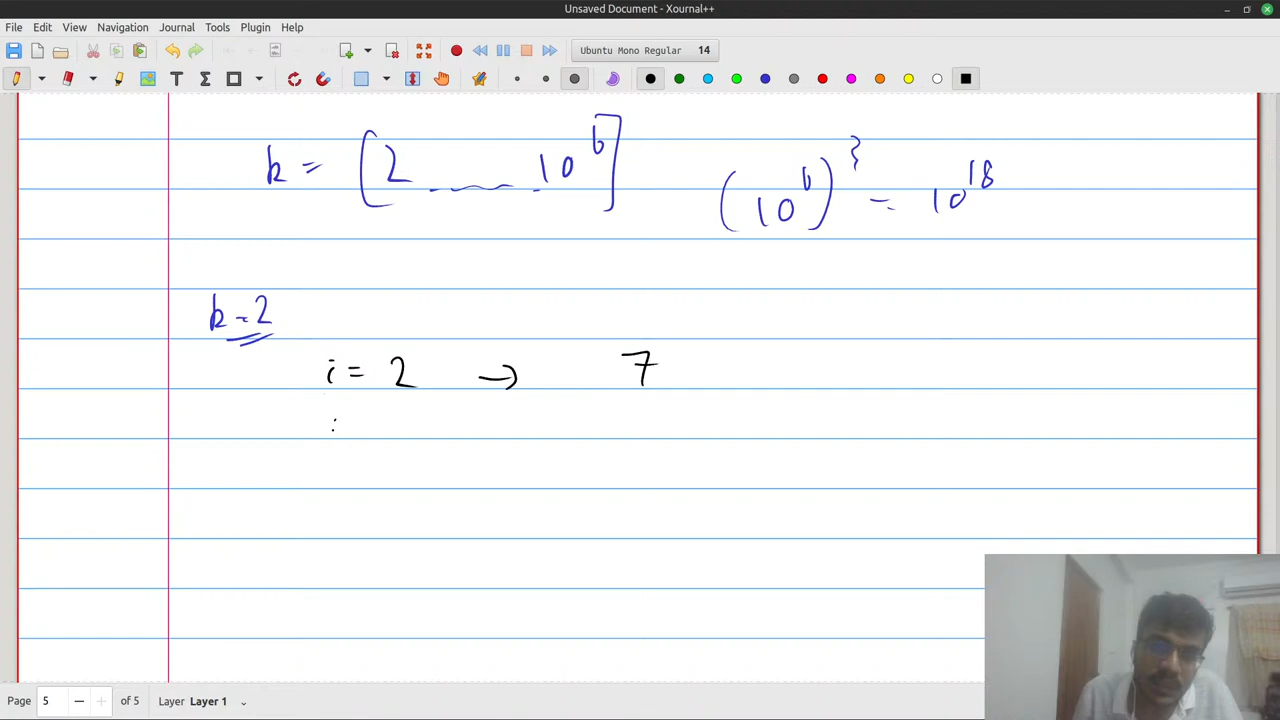 Unsaved Document - Xournal++
File Edit View Navigation Journal Tools Plugin Help
Ubuntu Mono Regular 14
k = [2 ____ 10^6] (10^6)^3 = 10^18
k = 2
i = 2 → 7
Page 5 of 5 Layer Layer 1